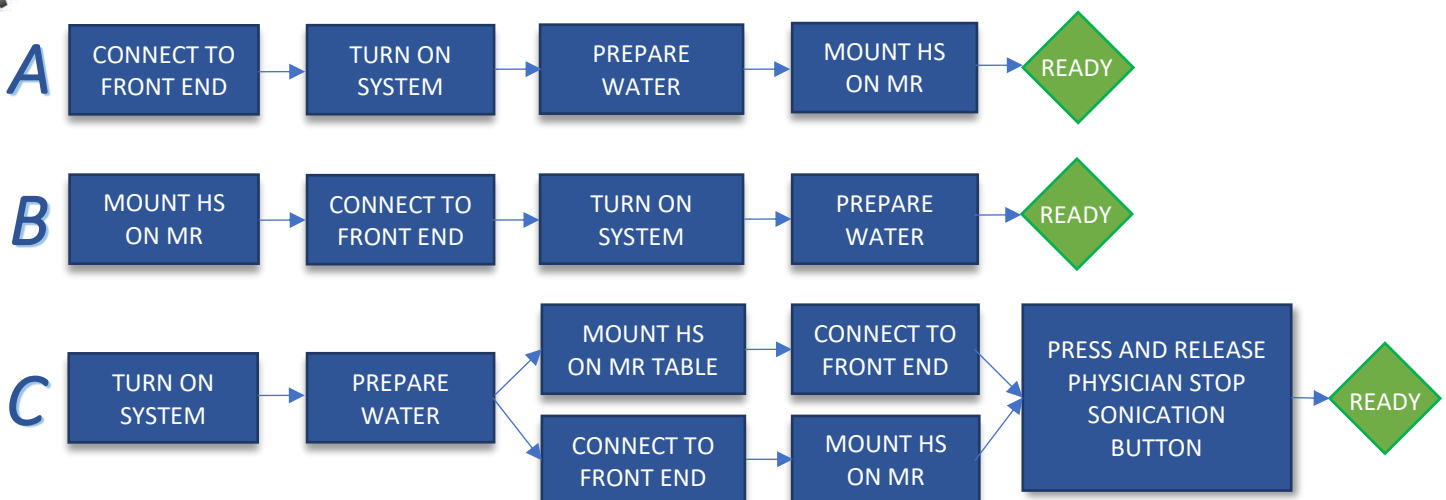 A
CONNECT TO
FRONT END
TURN ON
SYSTEM
PREPARE
WATER
MOUNT HS
ON MR
READY
B
MOUNT HS
ON MR
CONNECT TO
FRONT END
TURN ON
SYSTEM
PREPARE
WATER
READY
C
TURN ON
SYSTEM
PREPARE
WATER
MOUNT HS
ON MR TABLE
CONNECT TO
FRONT END
CONNECT TO
FRONT END
MOUNT HS
ON MR
PRESS AND RELEASE
PHYSICIAN STOP
SONICATION
BUTTON
READY